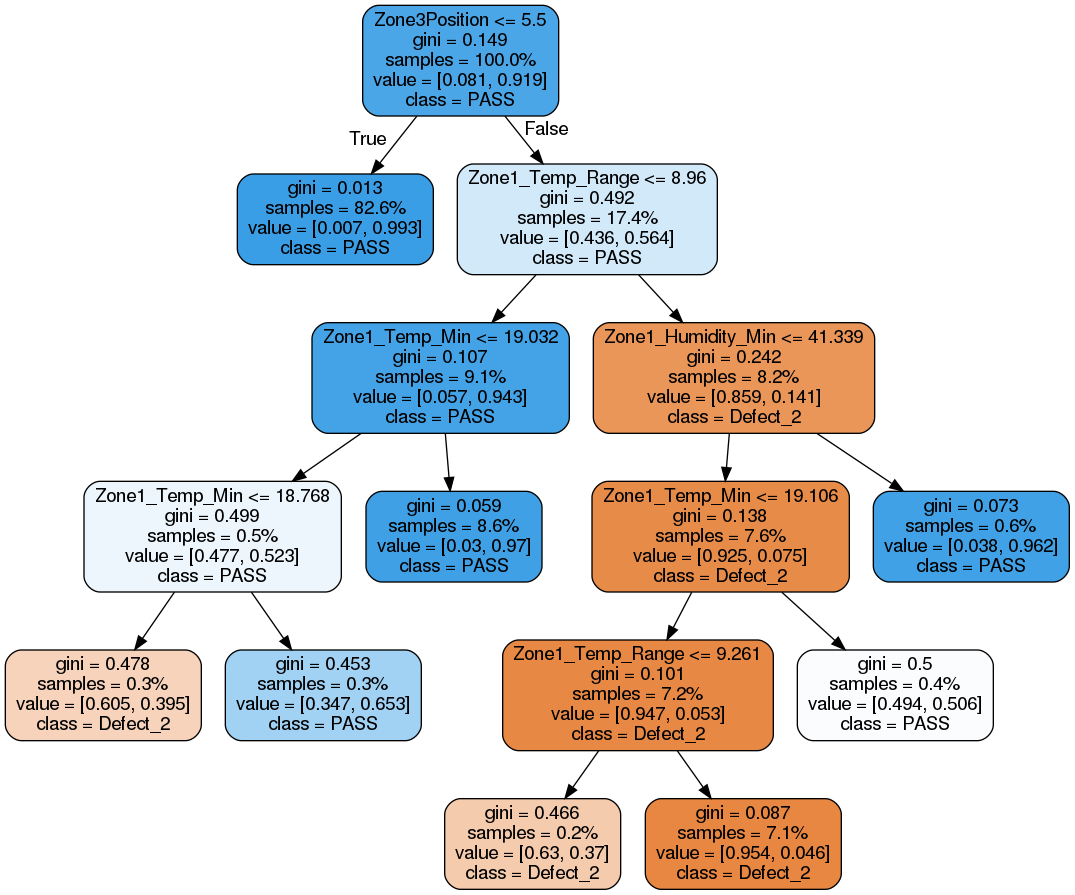 Zone3Position <= 5.5
gini = 0.149
samples = 100.0%
value = [0.081, 0.919]
class = PASS
True
False
gini = 0.013
samples = 82.6%
value = [0.007, 0.993]
class = PASS
Zone1_Temp_Range <= 8.96
gini = 0.492
samples = 17.4%
value = [0.436, 0.564]
class = PASS
Zone1_Temp_Min <= 19.032
gini = 0.107
samples = 9.1%
value = [0.057, 0.943]
class = PASS
Zone1_Humidity_Min <= 41.339
gini = 0.242
samples = 8.2%
value = [0.859, 0.141]
class = Defect_2
Zone1_Temp_Min <= 18.768
gini = 0.499
samples = 0.5%
value = [0.477, 0.523]
class = PASS
gini = 0.059
samples = 8.6%
value = [0.03, 0.97]
class = PASS
Zone1_Temp_Min <= 19.106
gini = 0.138
samples = 7.6%
value = [0.925, 0.075]
class = Defect_2
gini = 0.073
samples = 0.6%
value = [0.038, 0.962]
class = PASS
gini = 0.478
samples = 0.3%
value = [0.605, 0.395]
class = Defect_2
gini = 0.453
samples = 0.3%
value = [0.347, 0.653]
class = PASS
Zone1_Temp_Range <= 9.261
gini = 0.101
samples = 7.2%
value = [0.947, 0.053]
class = Defect_2
gini = 0.5
samples = 0.4%
value = [0.494, 0.506]
class = PASS
gini = 0.466
samples = 0.2%
value = [0.63, 0.37]
class = Defect_2
gini = 0.087
samples = 7.1%
value = [0.954, 0.046]
class = Defect_2